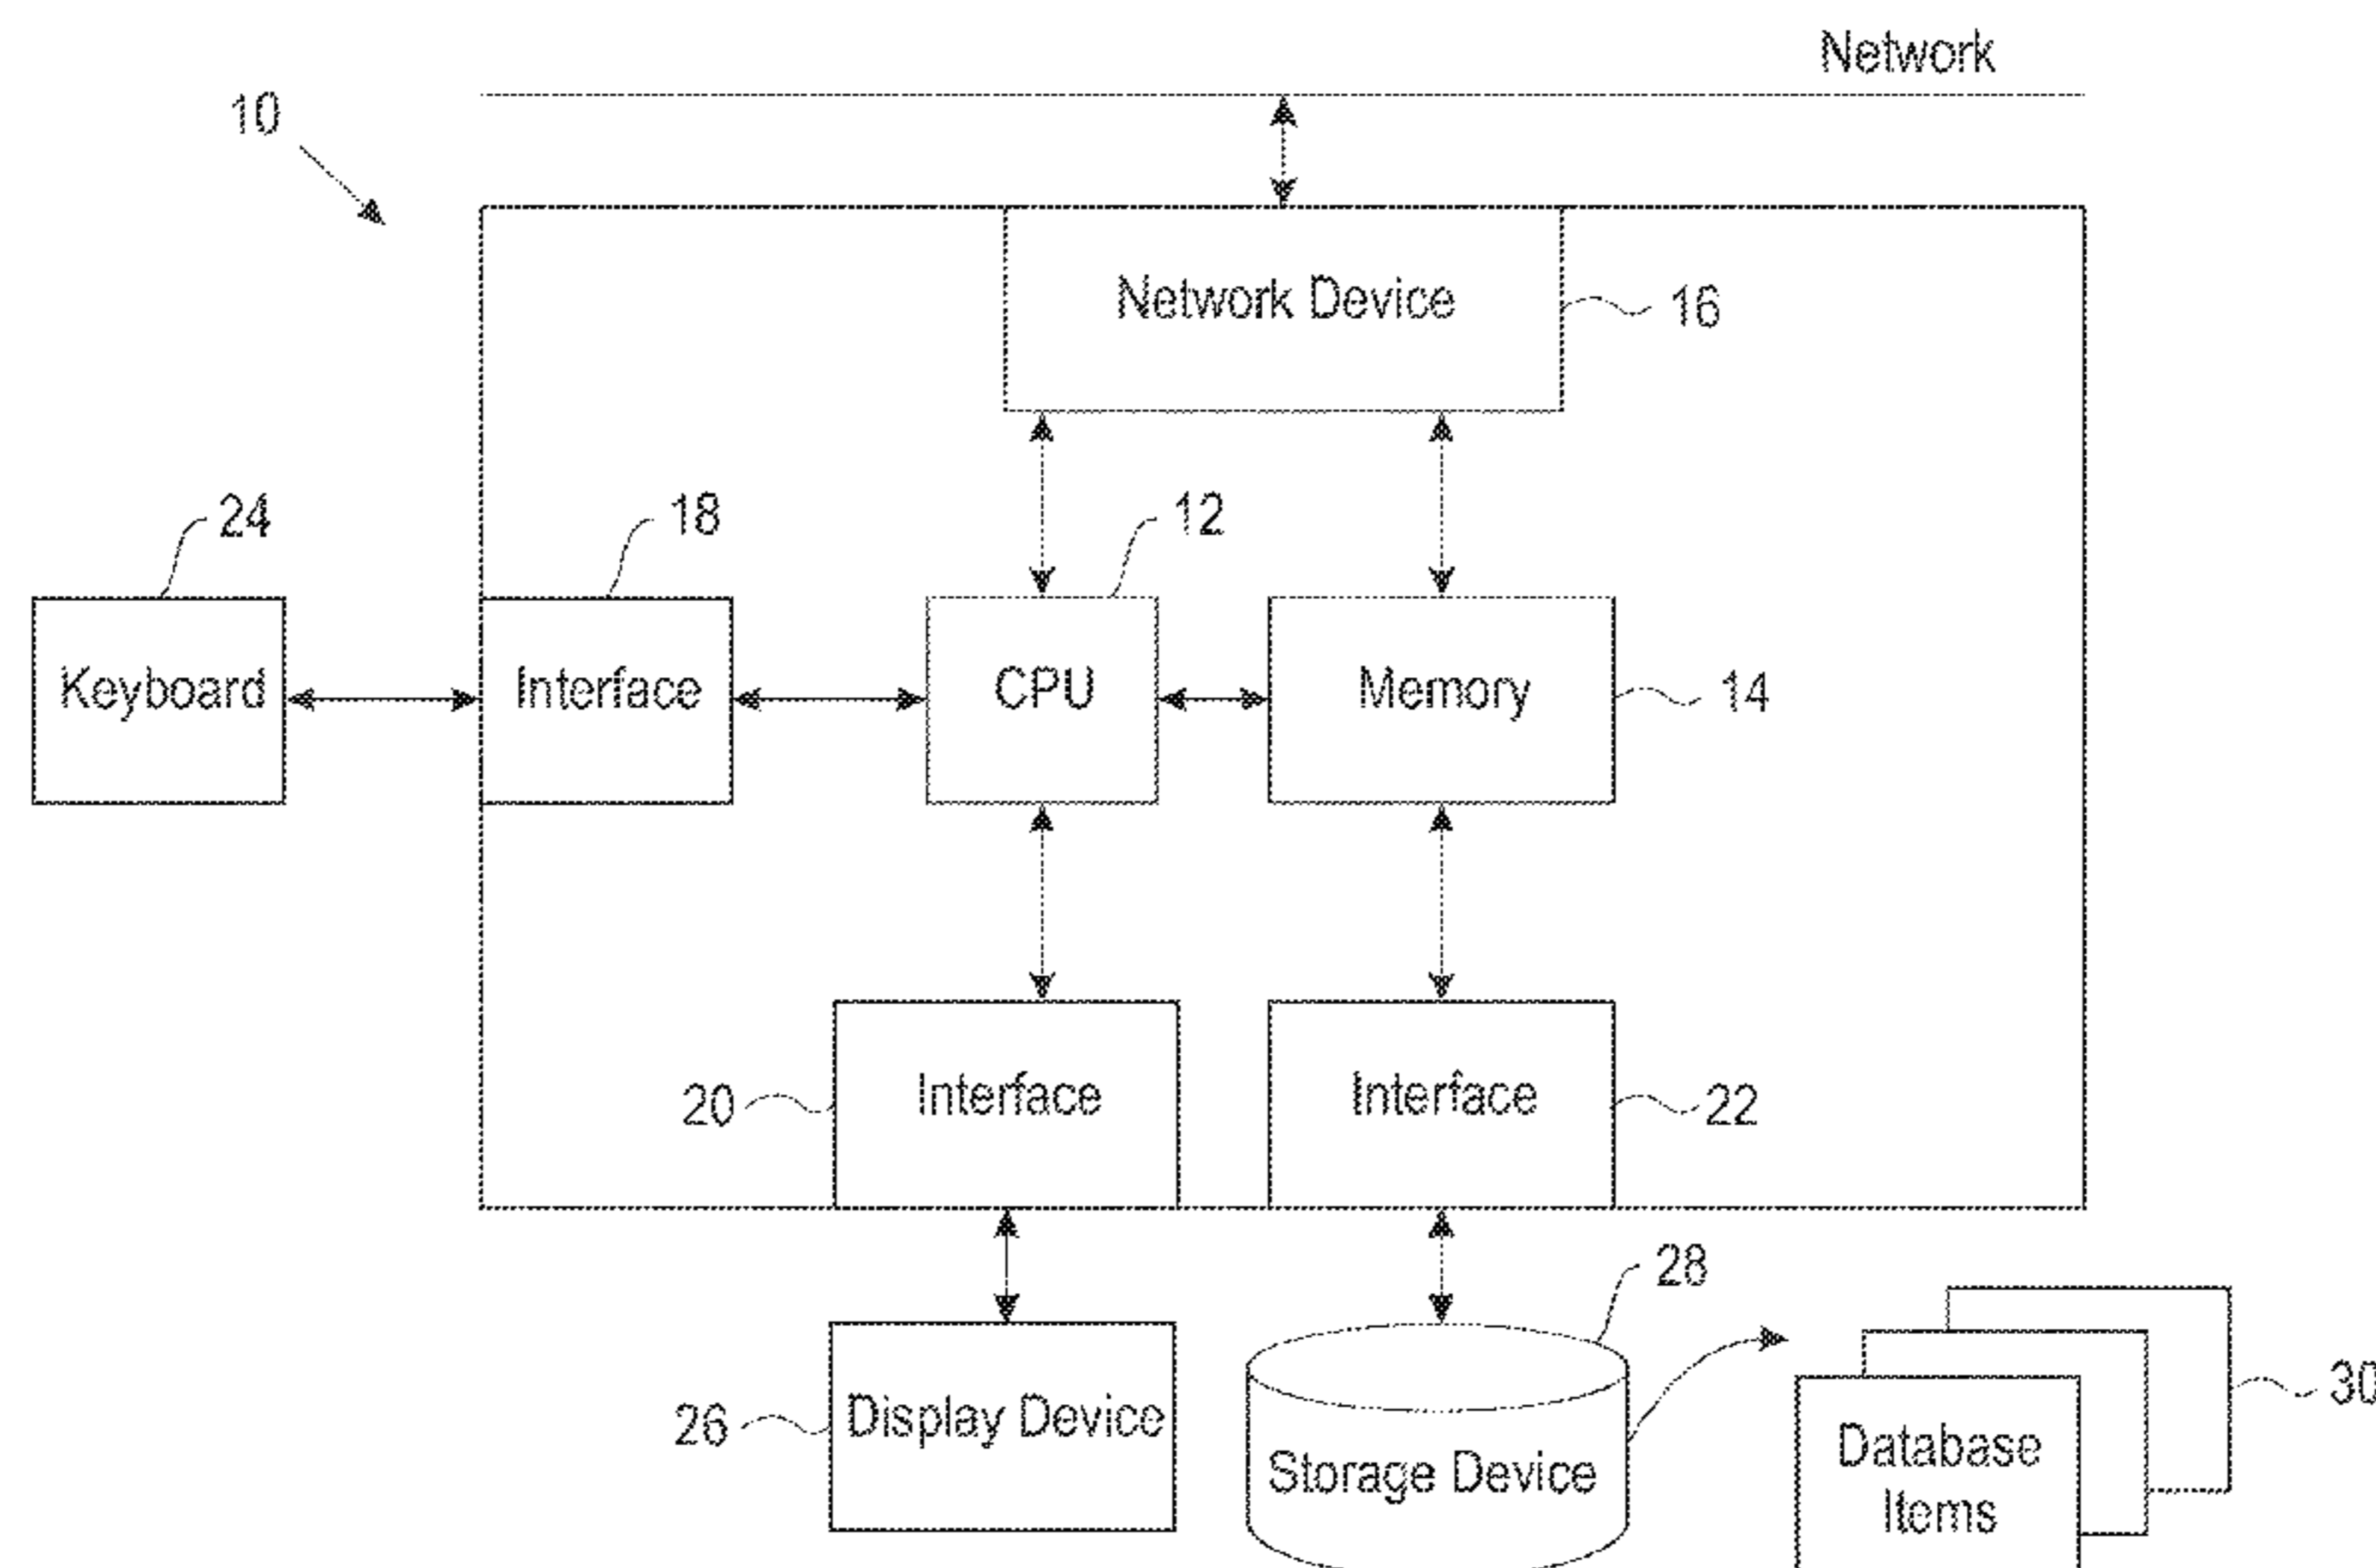 Network
10
Network Device
16
24
18
12
Keyboard
Interface
CPU
Memory
14
20
Interface
Interface
22
28
26
Display Device
Storage Device
Database
Items
30